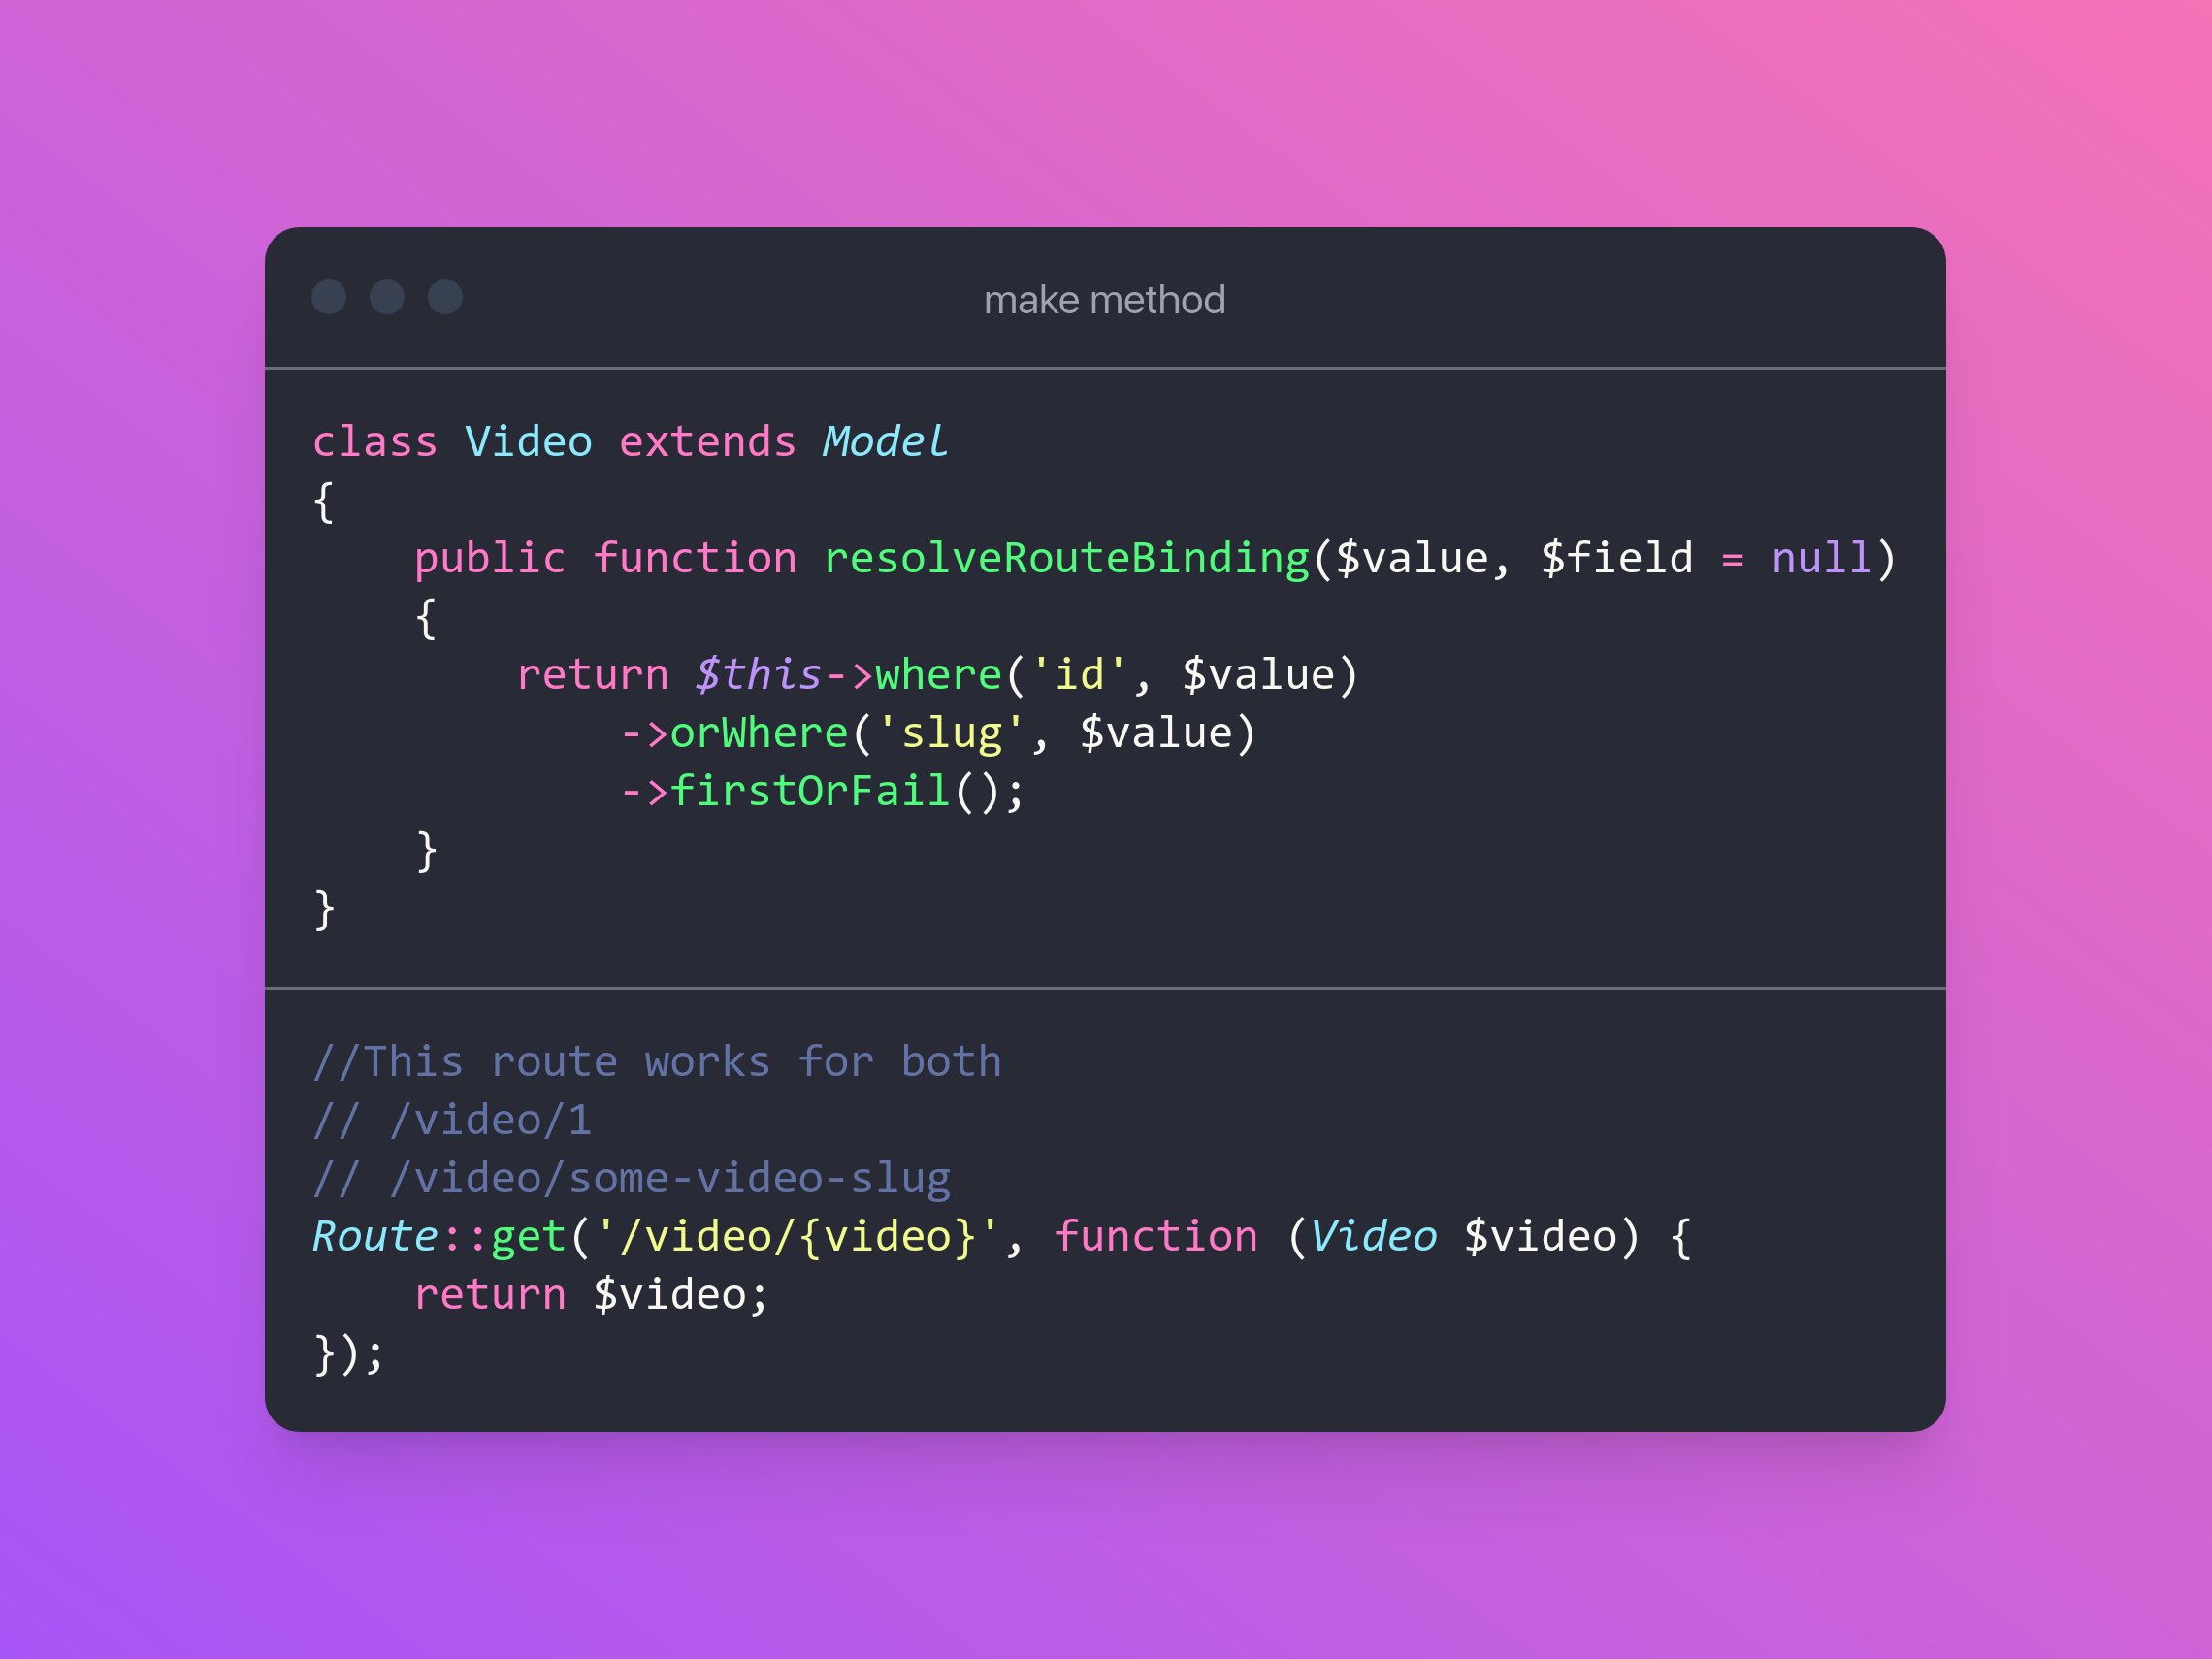 make method
class Video extends Model
{
    public function resolveRouteBinding($value, $field = null)
    {
        return $this->where('id', $value)
            ->orWhere('slug', $value)
            ->firstOrFail();
    }
}
//This route works for both
// /video/1
// /video/some-video-slug
Route::get('/video/{video}', function (Video $video) {
    return $video;
});